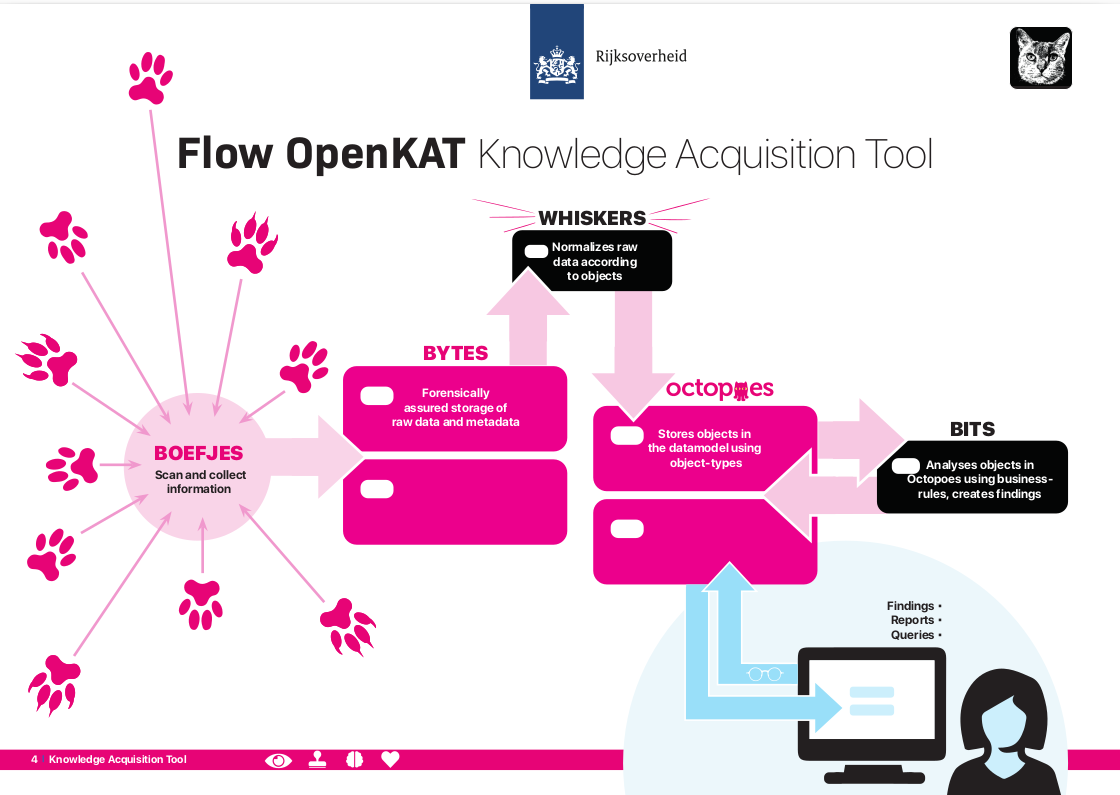 Rijksoverheid
Flow OpenKAT Knowledge Acquisition Tool
WHISKERS
Normalizes raw
data according
to objects
BYTES
Forensically
assured storage of
raw data and metadata
octopoes
Stores objects in
the datamodel using
object-types
BITS
Analyses objects in
Octopoes using business-
rules, creates findings
BOEFJES
Scan and collect
information
Findings •
Reports •
Queries •
4 Knowledge Acquisition Tool